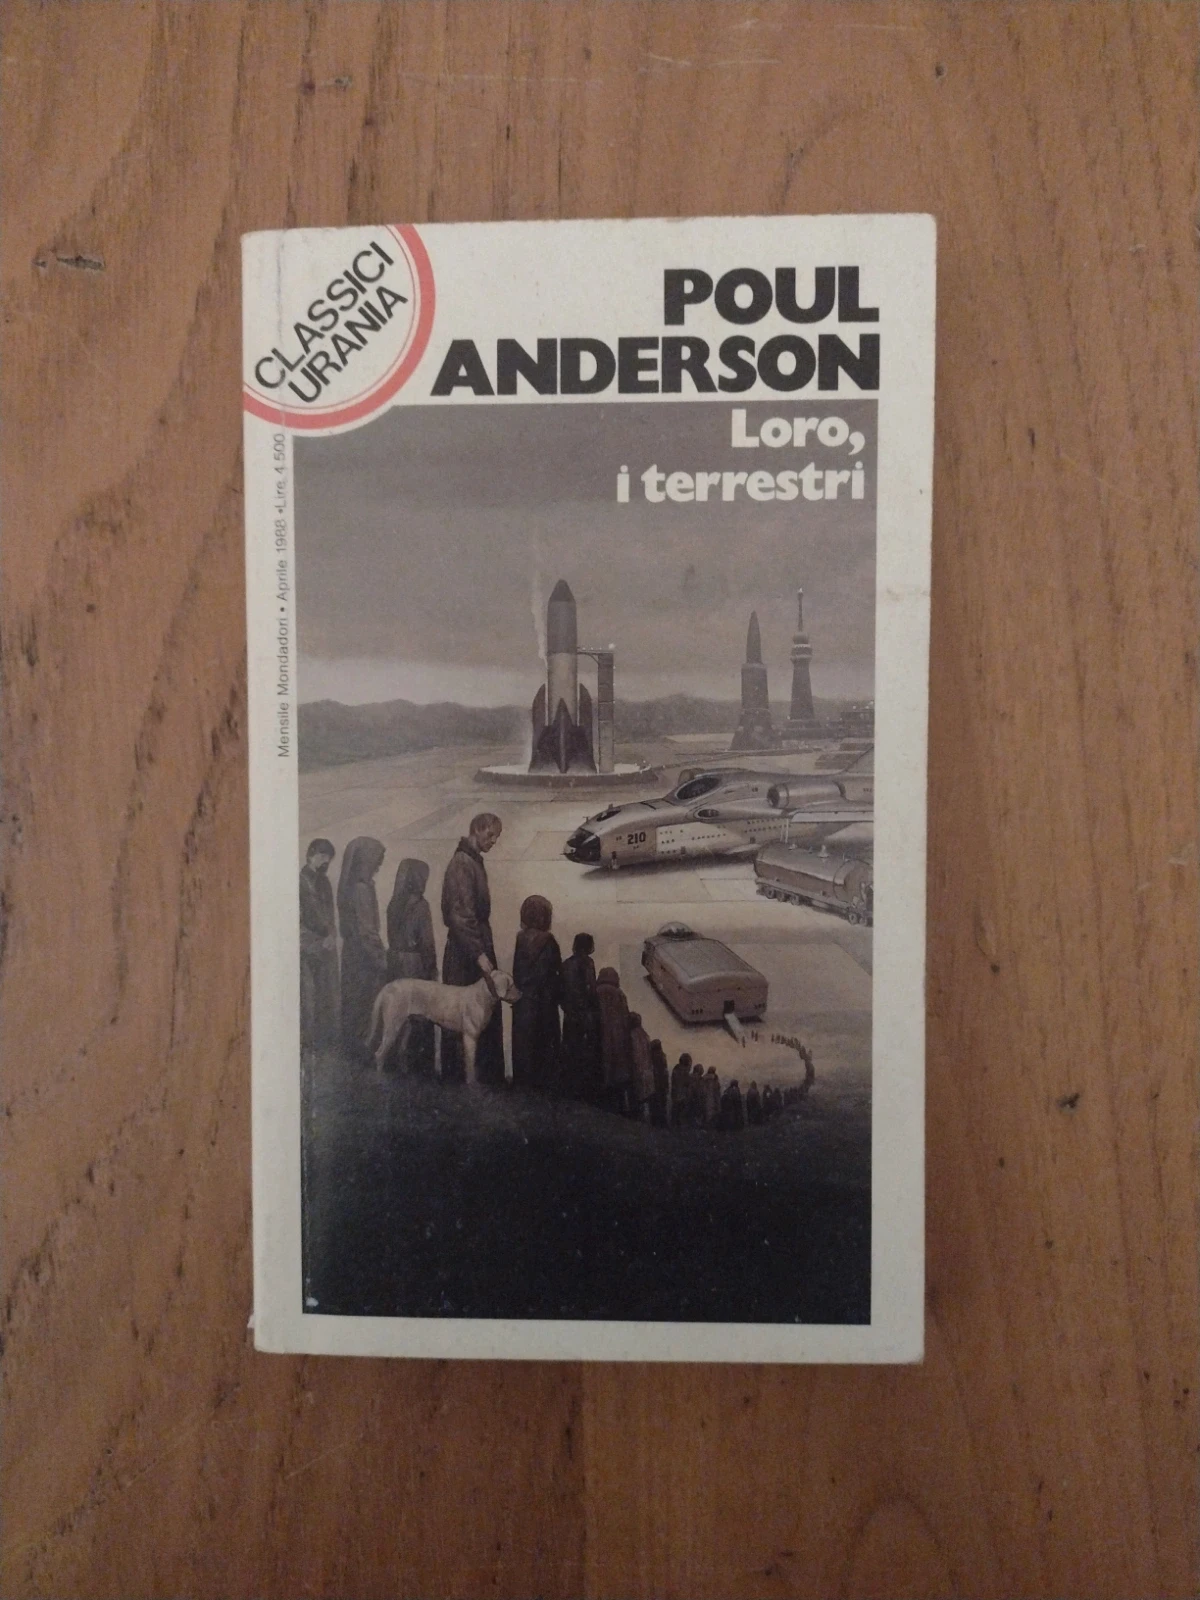 CLASSICI
URANIA
POUL
ANDERSON
Loro,
i terrestri
Mensile Mondadori • Aprile 1988 • Lire 4.500
210